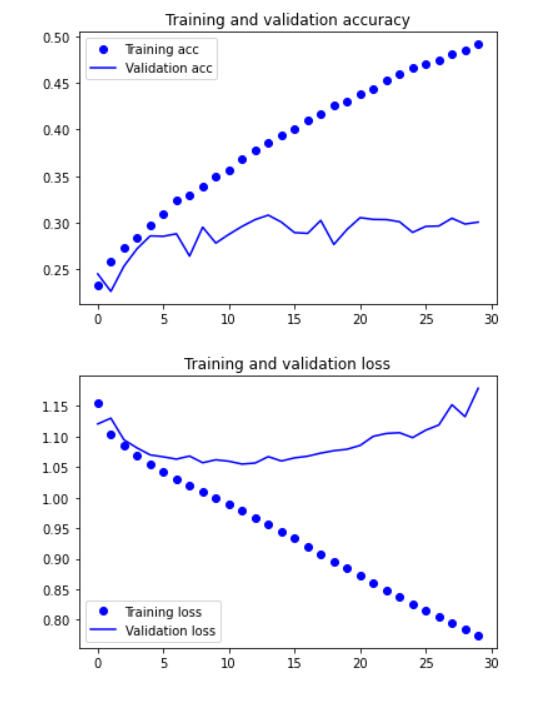 Training and validation accuracy
0.50
Training acc
Validation acc
0.45
0.40
0.35
0.30
0.25
0 5 10 15 20 25 30
Training and validation loss
1.15
1.10
1.05
1.00
0.95
0.90
0.85
0.80
Training loss
Validation loss
0 5 10 15 20 25 30